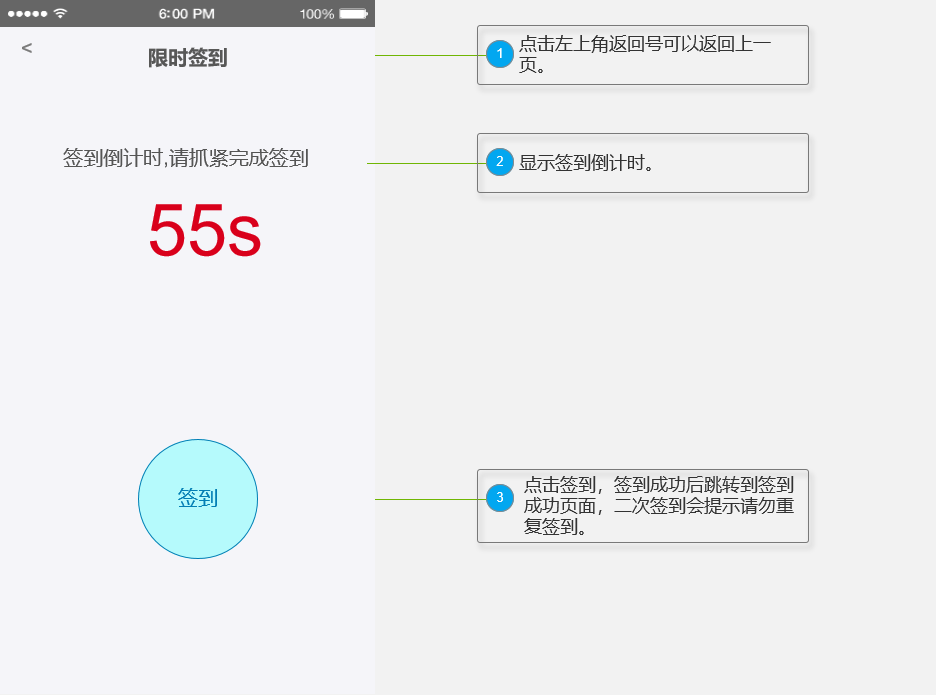 6:00 PM
100%
<
限时签到
签到倒计时,请抓紧完成签到
55s
签到
1
点击左上角返回号可以返回上一
页。
2
显示签到倒计时。
3
点击签到，签到成功后跳转到签到
成功页面，二次签到会提示请勿重
复签到。